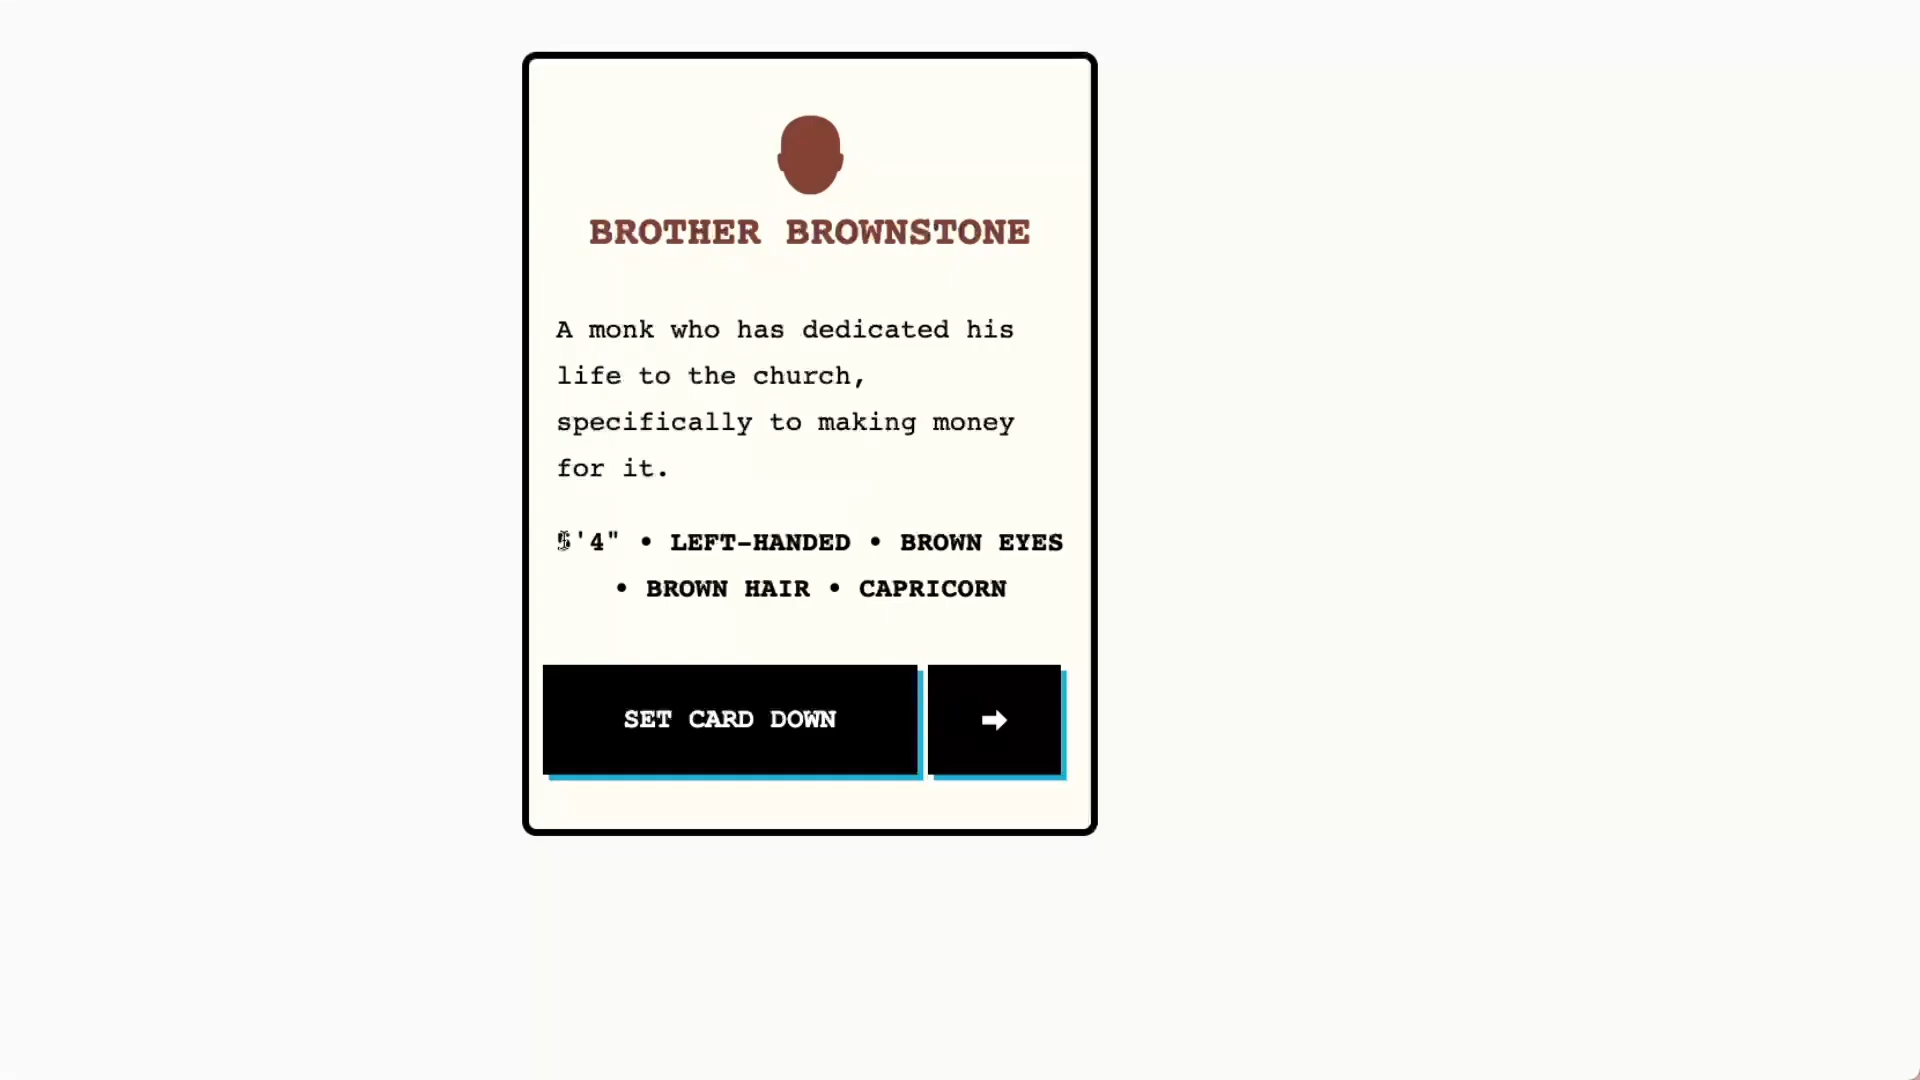 BROTHER BROWNSTONE
A monk who has dedicated his
life to the church,
specifically to making money
for it.
5'4" • LEFT-HANDED • BROWN EYES
• BROWN HAIR • CAPRICORN
SET CARD DOWN
➡